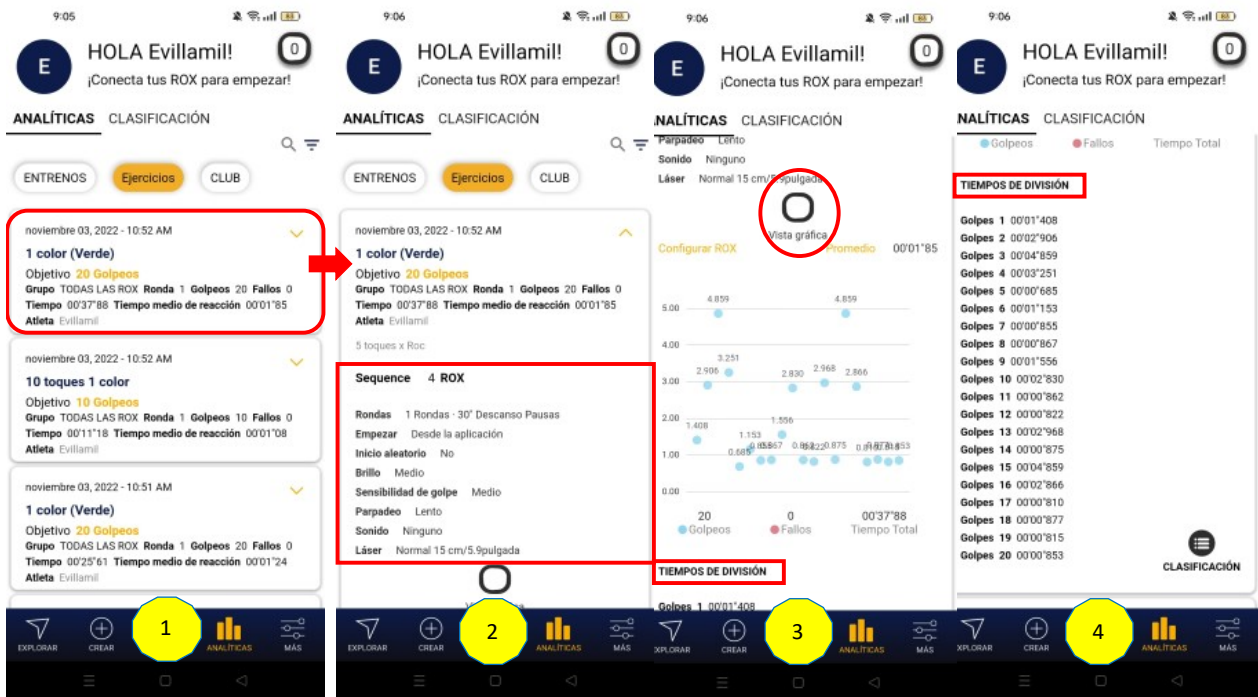 9:05
63
E
HOLA Evillamil!
0
¡Conecta tus ROX para empezar!
ANALÍTICAS CLASIFICACIÓN
ENTRENOS Ejercicios CLUB
noviembre 03, 2022 - 10:52 AM
1 color (Verde)
Objetivo 20 Golpeos
Grupo TODAS LAS ROX Ronda 1 Golpeos 20 Fallos 0
Tiempo 00'37"88 Tiempo medio de reacción 00'01"85
Atleta Evillamil
noviembre 03, 2022 - 10:52 AM
10 toques 1 color
Objetivo 10 Golpeos
Grupo TODAS LAS ROX Ronda 1 Golpeos 10 Fallos 0
Tiempo 00'11"18 Tiempo medio de reacción 00'01"08
Atleta Evillamil
noviembre 03, 2022 - 10:51 AM
1 color (Verde)
Objetivo 20 Golpeos
Grupo TODAS LAS ROX Ronda 1 Golpeos 20 Fallos 0
Tiempo 00'25"61 Tiempo medio de reacción 00'01"24
Atleta Evillamil
1
EXPLORAR CREAR ANALÍTICAS MÁS
9:06
63
E
HOLA Evillamil!
0
¡Conecta tus ROX para empezar!
ANALÍTICAS CLASIFICACIÓN
ENTRENOS Ejercicios CLUB
noviembre 03, 2022 - 10:52 AM
1 color (Verde)
Objetivo 20 Golpeos
Grupo TODAS LAS ROX Ronda 1 Golpeos 20 Fallos 0
Tiempo 00'37"88 Tiempo medio de reacción 00'01"85
Atleta Evillamil
5 toques x Roc
Sequence 4 ROX
Rondas 1 Rondas · 30" Descanso Pausas
Empezar Desde la aplicación
Inicio aleatorio No
Brillo Medio
Sensibilidad de golpe Medio
Parpadeo Lento
Sonido Ninguno
Láser Normal 15 cm/5.9pulgada
2
EXPLORAR CREAR ANALÍTICAS MÁS
9:06
63
E
HOLA Evillamil!
0
¡Conecta tus ROX para empezar!
NALÍTICAS CLASIFICACIÓN
Parpadeo Lento
Sonido Ninguno
Láser Normal 15 cm/5.9pulgada
Vista gráfica
Configurar ROX Promedio 00'01"85
5.00 4.859 4.859
4.00
3.251
3.00 2.906 2.830 2.968 2.866
2.00
1.408 1.556
1.153
1.00 0.685 0.867 0.875 0.853
0.00
20 0 00'37"88
Golpeos Fallos Tiempo Total
TIEMPOS DE DIVISIÓN
Golpes 1 00'01"408
3
XPLORAR CREAR ANALÍTICAS MÁS
9:06
63
E
HOLA Evillamil!
0
¡Conecta tus ROX para empezar!
NALÍTICAS CLASIFICACIÓN
Golpeos Fallos Tiempo Total
TIEMPOS DE DIVISIÓN
Golpes 1 00'01"408
Golpes 2 00'02"906
Golpes 3 00'04"859
Golpes 4 00'03"251
Golpes 5 00'00"685
Golpes 6 00'01"153
Golpes 7 00'00"855
Golpes 8 00'00"867
Golpes 9 00'01"556
Golpes 10 00'02"830
Golpes 11 00'00"862
Golpes 12 00'00"822
Golpes 13 00'02"968
Golpes 14 00'00"875
Golpes 15 00'04"859
Golpes 16 00'02"866
Golpes 17 00'00"810
Golpes 18 00'00"877
Golpes 19 00'00"815
Golpes 20 00'00"853
CLASIFICACIÓN
4
XPLORAR CREAR ANALÍTICAS MÁS